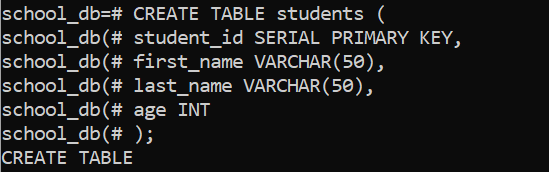 school_db=# CREATE TABLE students (
school_db(# student_id SERIAL PRIMARY KEY,
school_db(# first_name VARCHAR(50),
school_db(# last_name VARCHAR(50),
school_db(# age INT
school_db(# );
CREATE TABLE